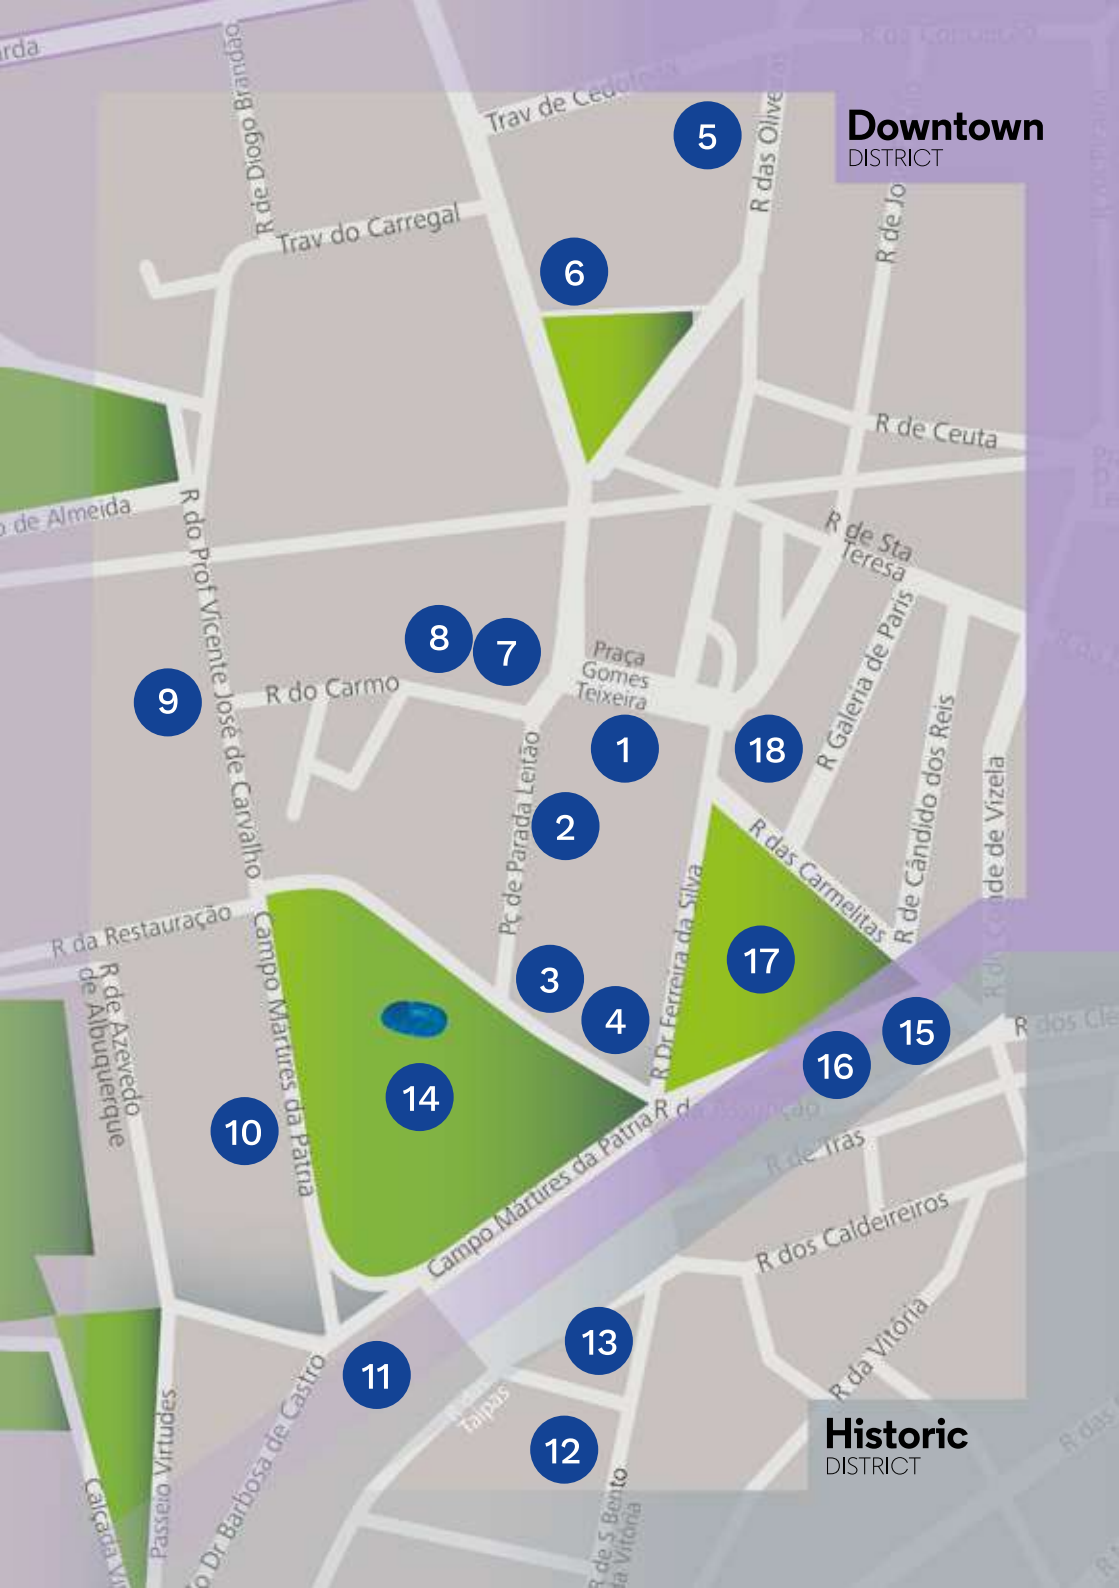 R de Diogo Brandão
Trav de Cedofeita
5
Downtown
DISTRICT
Trav do Carregal
6
R de Ceuta
o de Almeida
R do Prof Vicente José de Carvalho
R de Sta
Teresa
8
7
Praça
Gomes
Teixeira
9
R do Carmo
1
18
R Galeria de Paris
R de Cândido dos Reis
2
Pç de Parada Leitão
R das Carmelitas
R da Restauração
R Dr Ferreira da Silva
17
3
4
R de Azevedo
de Albuquerque
Campo Mártires da Pátria
14
15
16
10
R de Tras
Campo Mártires da Pátria
R dos Caldeireiros
13
11
R da Vitória
Taipas
12
Historic
DISTRICT
Passeio Virtudes
Dr Barbosa de Castro
R de S Bento
da Vitória